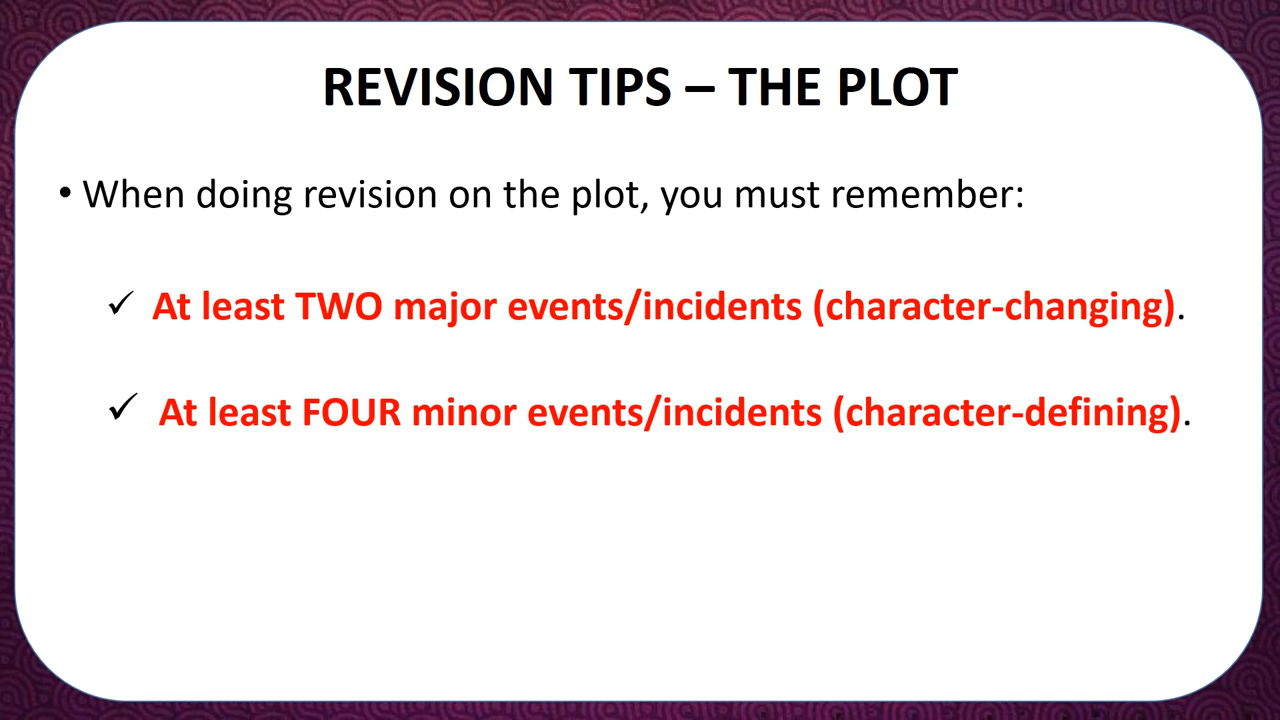 REVISION TIPS – THE PLOT
• When doing revision on the plot, you must remember:
✓ At least TWO major events/incidents (character-changing).
✓ At least FOUR minor events/incidents (character-defining).